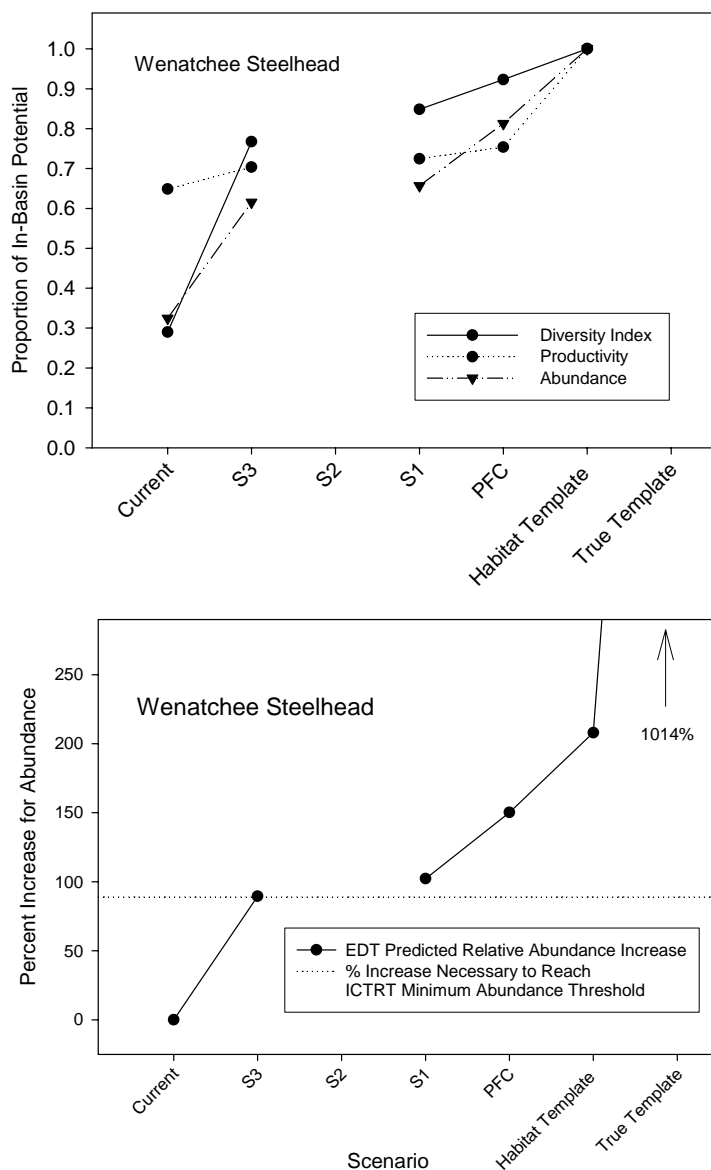 Wenatchee Steelhead
Proportion of In-Basin Potential
1.0
0.9
0.8
0.7
0.6
0.5
0.4
0.3
0.2
0.1
0.0
Diversity Index
Productivity
Abundance
Current
S3
S2
S1
PFC
Habitat Template
True Template
Wenatchee Steelhead
Percent Increase for Abundance
250
200
150
100
50
0
1014%
EDT Predicted Relative Abundance Increase
% Increase Necessary to Reach
ICTRT Minimum Abundance Threshold
Current
S3
S2
S1
PFC
Habitat Template
True Template
Scenario